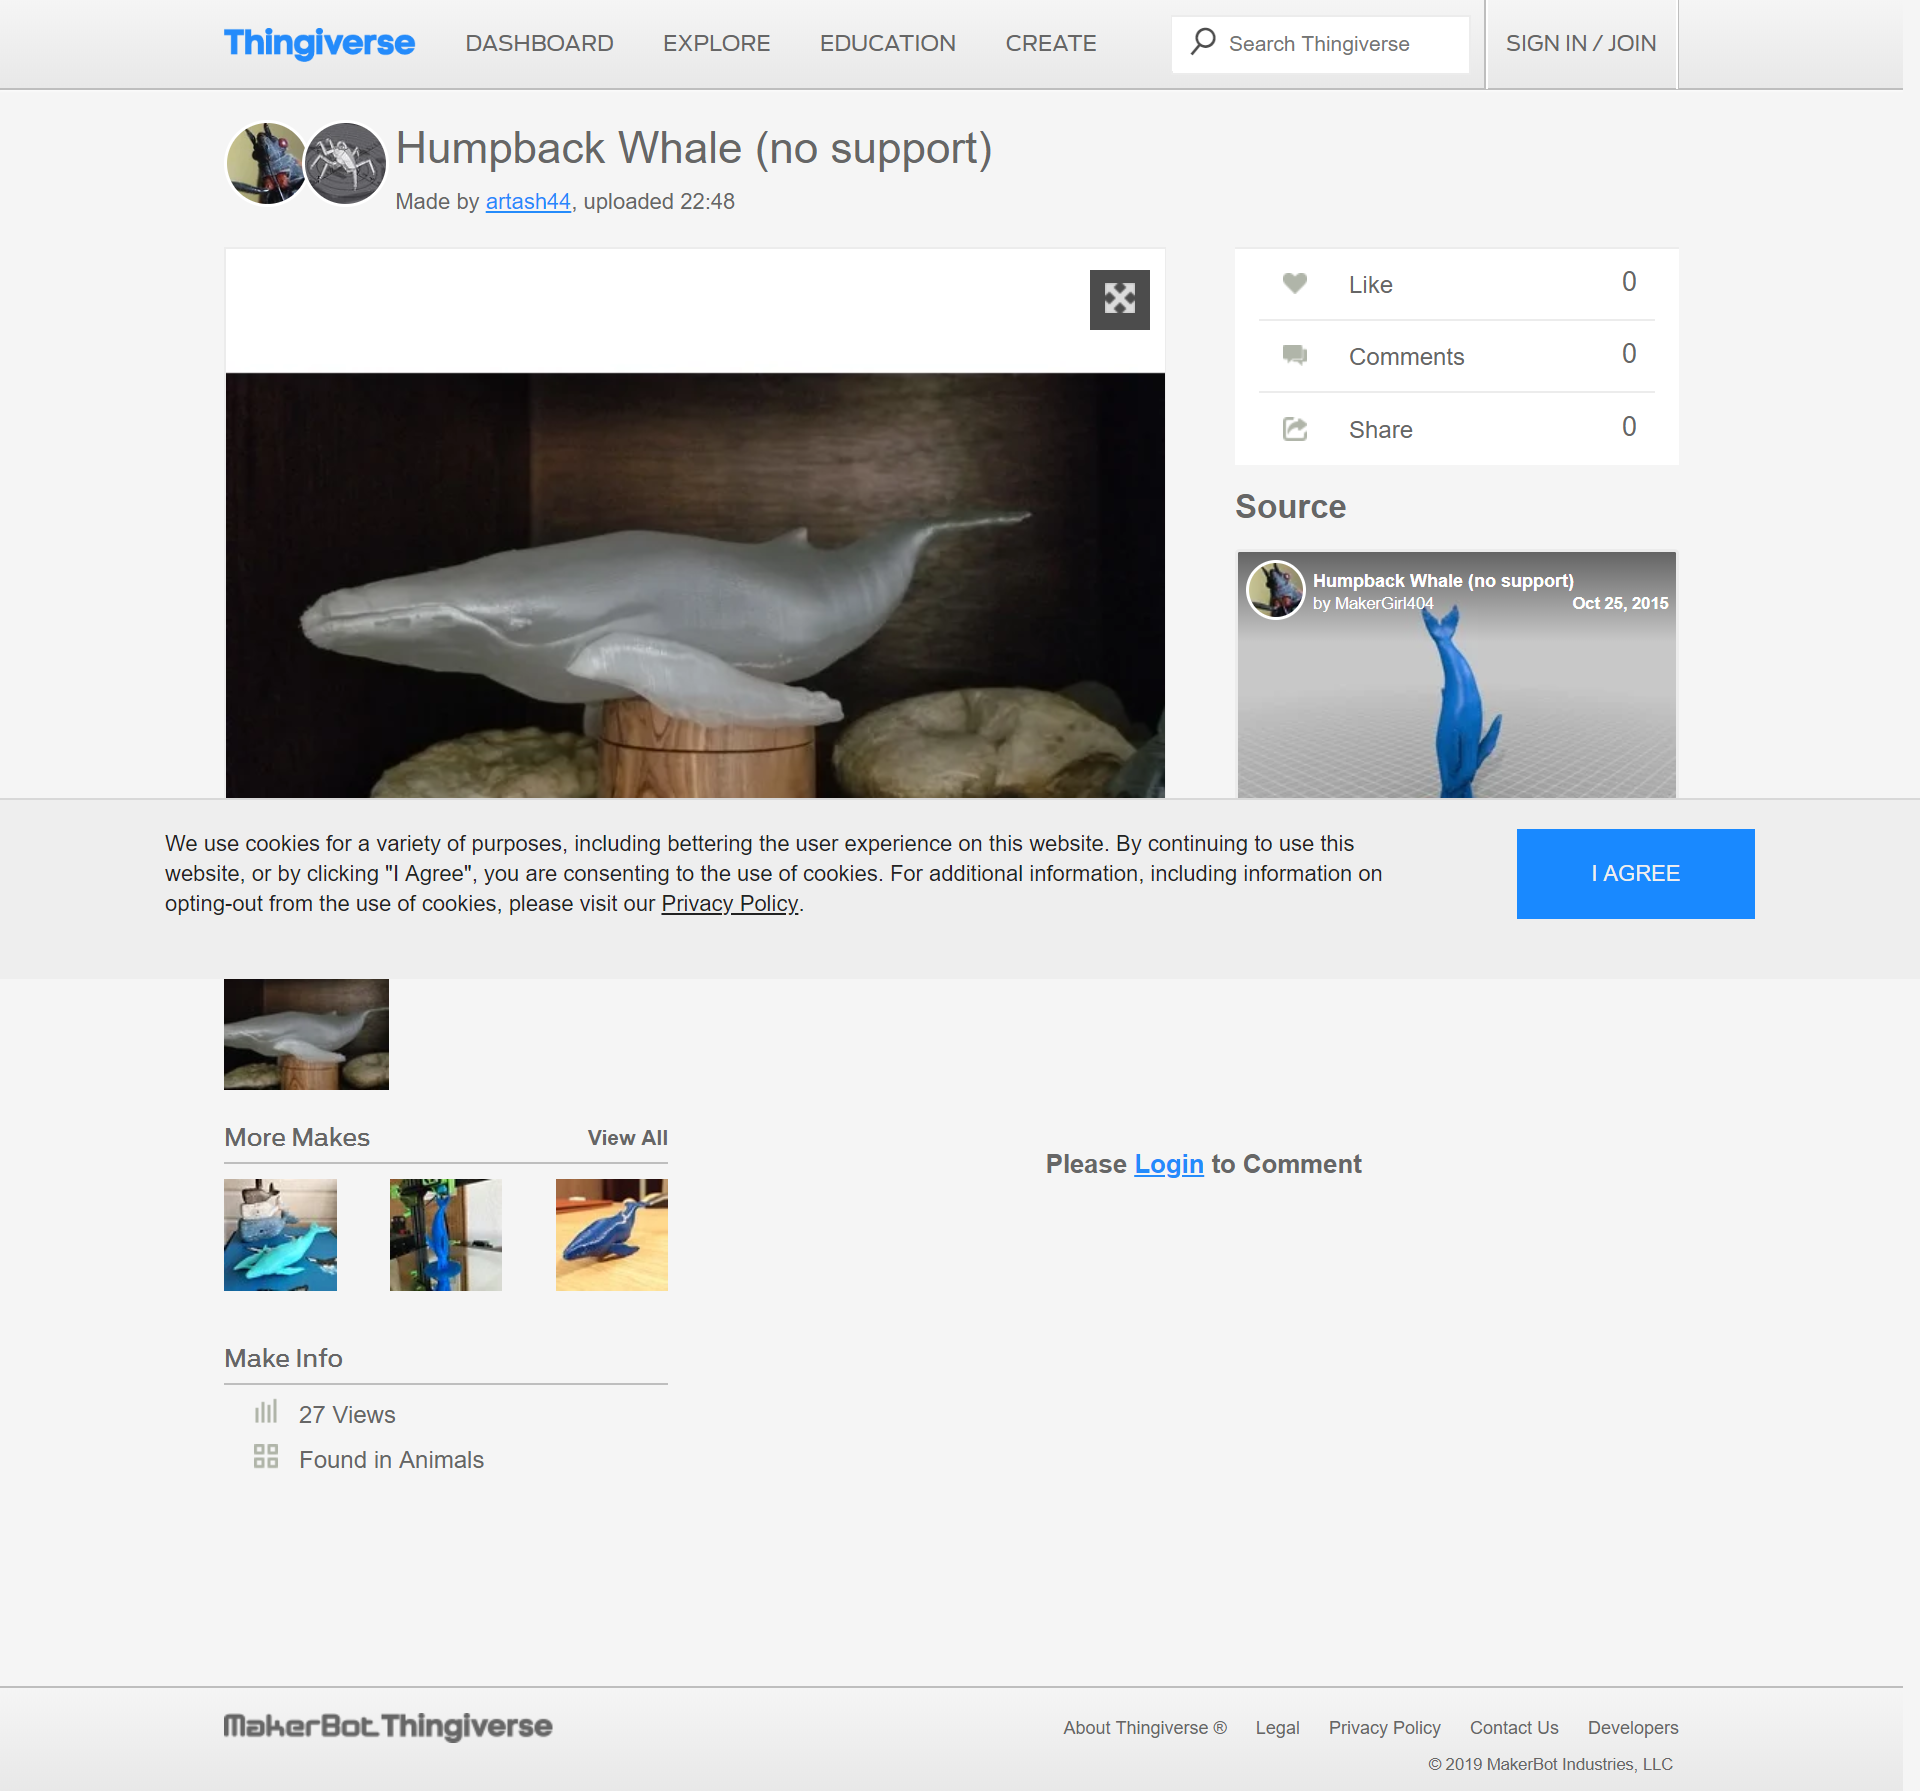 Thingiverse
DASHBOARD
EXPLORE
EDUCATION
CREATE
Search Thingiverse
SIGN IN / JOIN
Humpback Whale (no support)
Made by artash44, uploaded 22:48
Like 0
Comments 0
Share 0
Source
Humpback Whale (no support)
by MakerGirl404
Oct 25, 2015
We use cookies for a variety of purposes, including bettering the user experience on this website. By continuing to use this
website, or by clicking "I Agree", you are consenting to the use of cookies. For additional information, including information on
opting-out from the use of cookies, please visit our Privacy Policy.
I AGREE
More Makes
View All
Please Login to Comment
Make Info
27 Views
Found in Animals
MakerBot Thingiverse
About Thingiverse ®
Legal
Privacy Policy
Contact Us
Developers
© 2019 MakerBot Industries, LLC